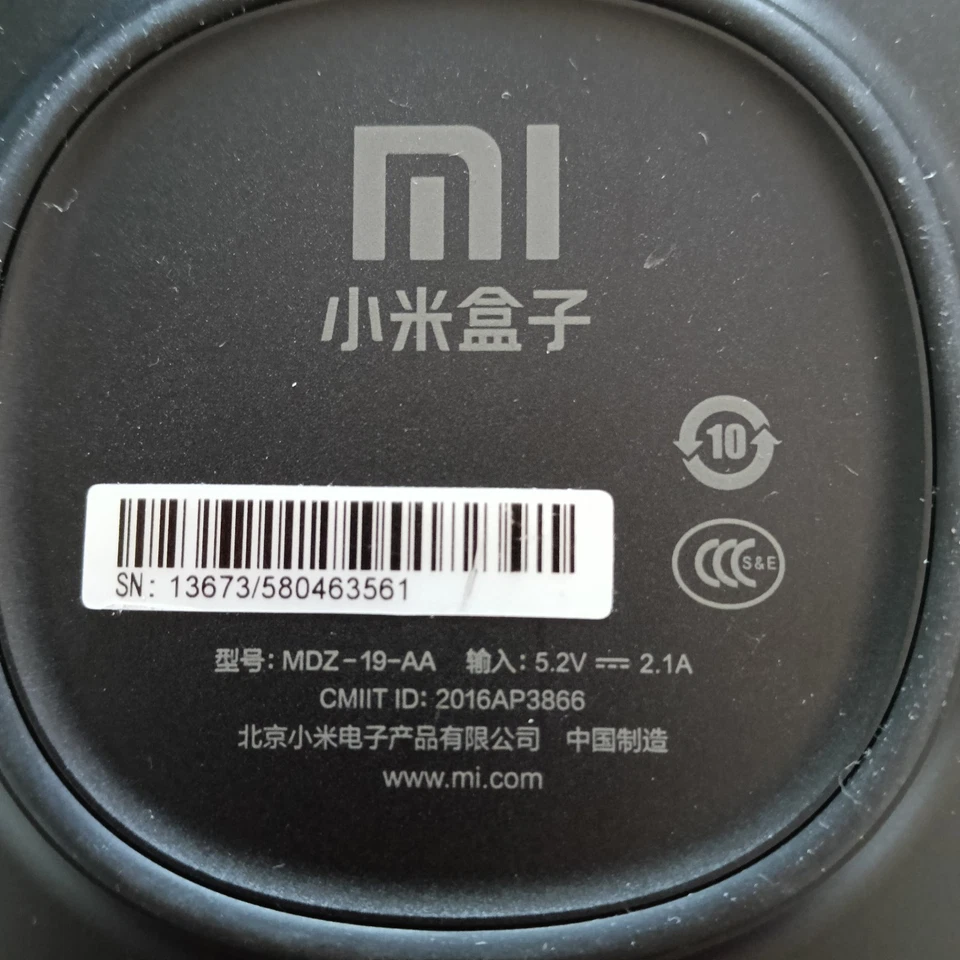 MI
小米盒子
10
CCC S&E
SN: 13673/580463561
型号: MDZ-19-AA 输入: 5.2V ⎓ 2.1A
CMIIT ID: 2016AP3866
北京小米电子产品有限公司 中国制造
www.mi.com